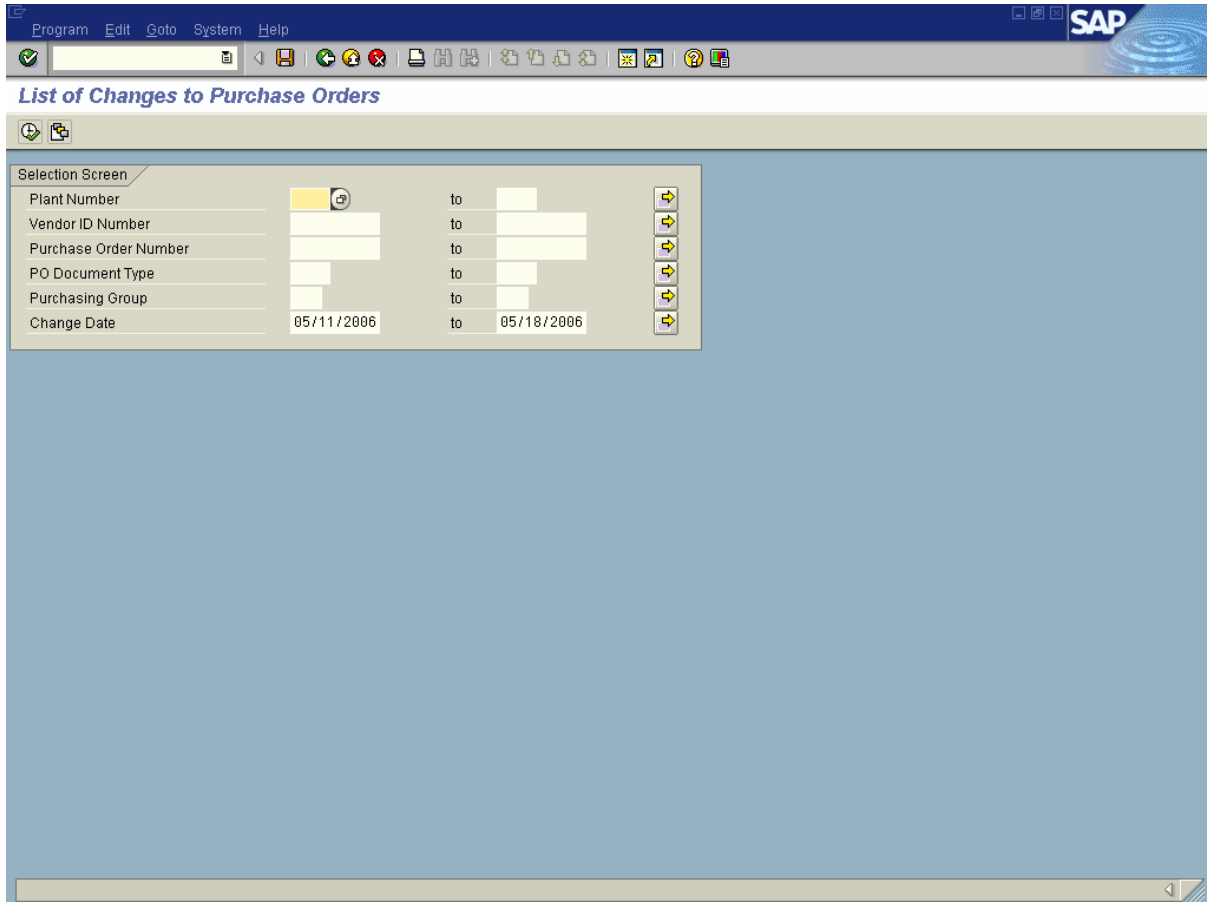 Program Edit Goto System Help
SAP
List of Changes to Purchase Orders
Selection Screen
Plant Number to
Vendor ID Number to
Purchase Order Number to
PO Document Type to
Purchasing Group to
Change Date 05/11/2006 to 05/18/2006